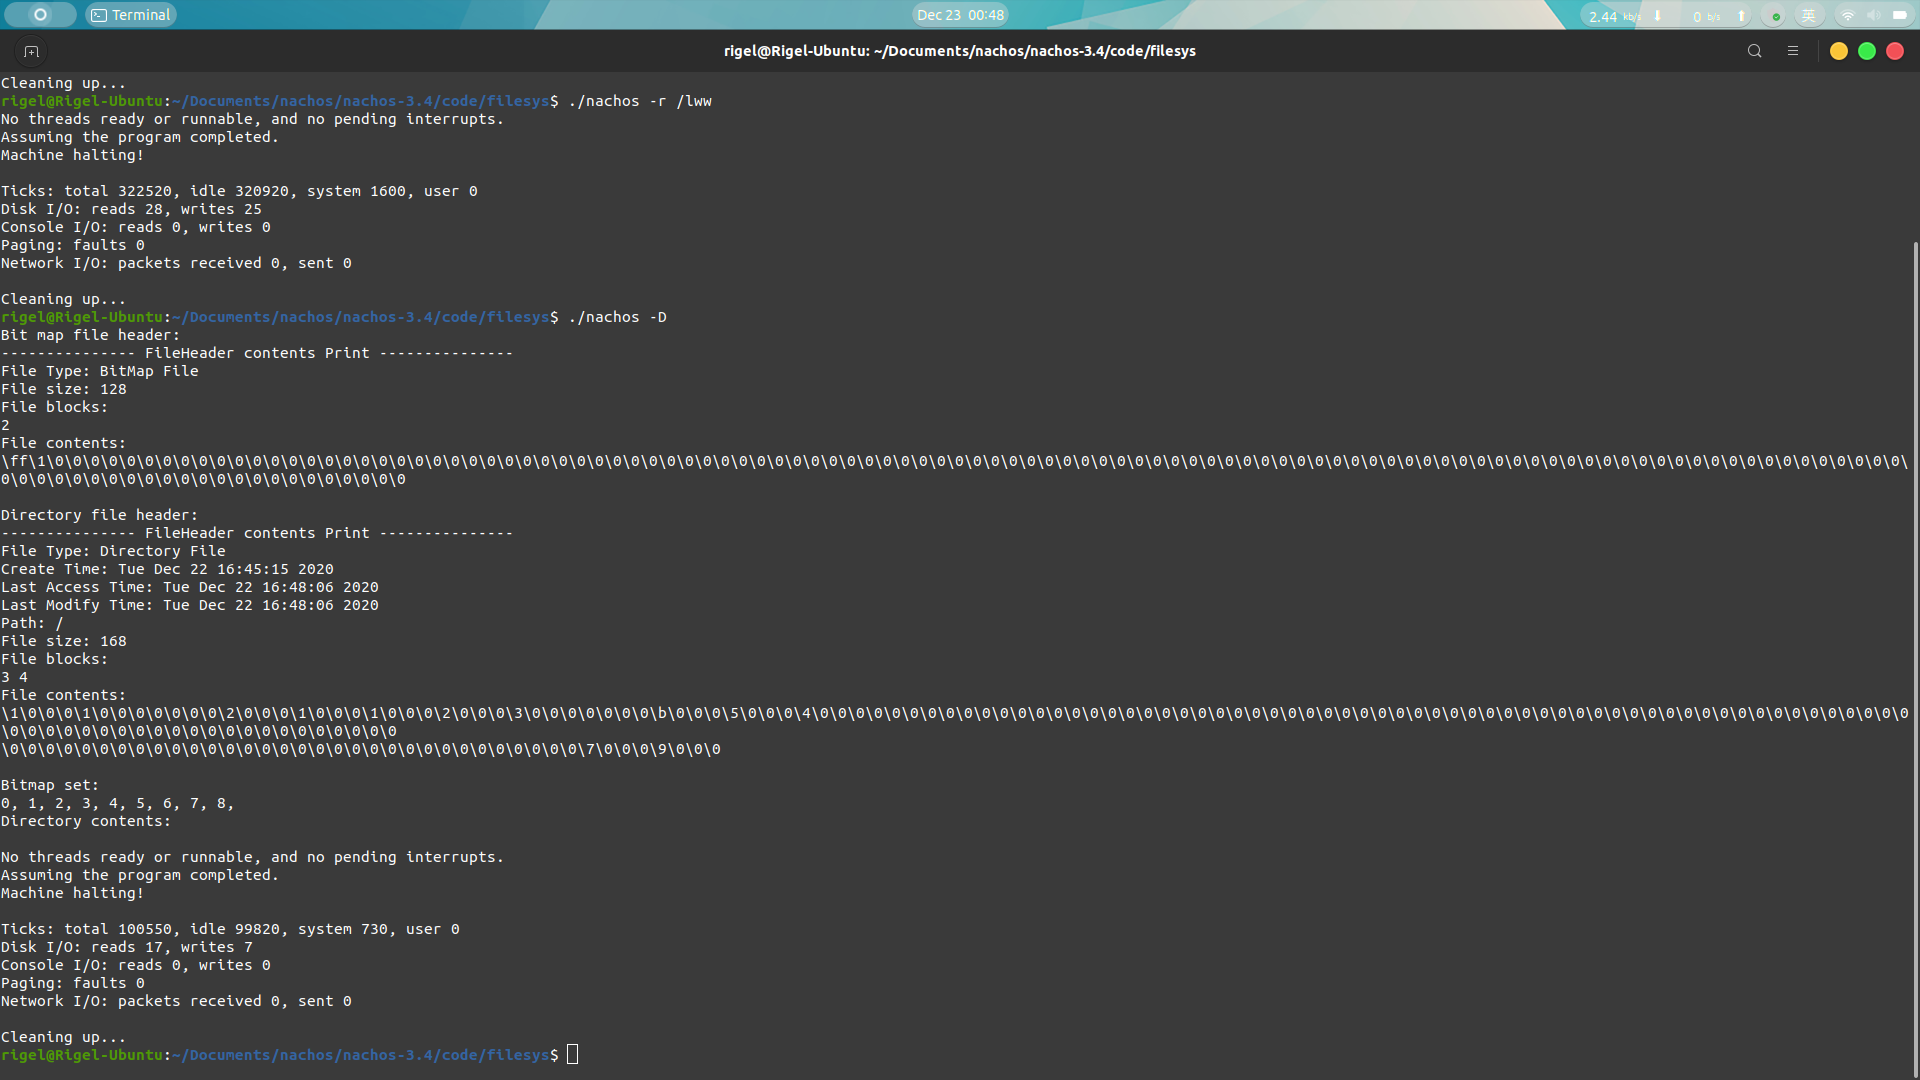 Terminal
Dec 23 00:48
2.44 kb/s
0 b/s
英
rigel@Rigel-Ubuntu: ~/Documents/nachos/nachos-3.4/code/filesys
Cleaning up...
rigel@Rigel-Ubuntu:~/Documents/nachos/nachos-3.4/code/filesys$ ./nachos -r /lww
No threads ready or runnable, and no pending interrupts.
Assuming the program completed.
Machine halting!
Ticks: total 322520, idle 320920, system 1600, user 0
Disk I/O: reads 28, writes 25
Console I/O: reads 0, writes 0
Paging: faults 0
Network I/O: packets received 0, sent 0
Cleaning up...
rigel@Rigel-Ubuntu:~/Documents/nachos/nachos-3.4/code/filesys$ ./nachos -D
Bit map file header:
--------------- FileHeader contents Print ---------------
File Type: BitMap File
File size: 128
File blocks:
2
File contents:
\ff\1\0\0\0\0\0\0\0\0\0\0\0\0\0\0\0\0\0\0\0\0\0\0\0\0\0\0\0\0\0\0\0\0\0\0\0\0\0\0\0\0\0\0\0\0\0\0\0\0\0\0\0\0\0\0\0\0\0\0\0\0\0\0\0\0\0\0\0\0\0\0\0\0\0\0\0\0\0\0\0\0\0\0\0\0\0\0\0\0\0\0\0\0\0\0\0\0\0\0\0\0\0\0\0\
0\0\0\0\0\0\0\0\0\0\0\0\0\0\0\0\0\0\0\0\0\0\0
Directory file header:
--------------- FileHeader contents Print ---------------
File Type: Directory File
Create Time: Tue Dec 22 16:45:15 2020
Last Access Time: Tue Dec 22 16:48:06 2020
Last Modify Time: Tue Dec 22 16:48:06 2020
Path: /
File size: 168
File blocks:
3 4
File contents:
\1\0\0\0\1\0\0\0\0\0\0\0\2\0\0\0\1\0\0\0\1\0\0\0\2\0\0\0\3\0\0\0\0\0\0\0\b\0\0\0\5\0\0\0\4\0\0\0\0\0\0\0\0\0\0\0\0\0\0\0\0\0\0\0\0\0\0\0\0\0\0\0\0\0\0\0\0\0\0\0\0\0\0\0\0\0\0\0\0\0\0\0\0\0\0\0\0\0\0\0\0\0\0\0\0\0
\0\0\0\0\0\0\0\0\0\0\0\0\0\0\0\0\0\0\0\0\0\0
\0\0\0\0\0\0\0\0\0\0\0\0\0\0\0\0\0\0\0\0\0\0\0\0\0\0\0\0\0\0\0\0\7\0\0\0\9\0\0\0
Bitmap set:
0, 1, 2, 3, 4, 5, 6, 7, 8,
Directory contents:
No threads ready or runnable, and no pending interrupts.
Assuming the program completed.
Machine halting!
Ticks: total 100550, idle 99820, system 730, user 0
Disk I/O: reads 17, writes 7
Console I/O: reads 0, writes 0
Paging: faults 0
Network I/O: packets received 0, sent 0
Cleaning up...
rigel@Rigel-Ubuntu:~/Documents/nachos/nachos-3.4/code/filesys$